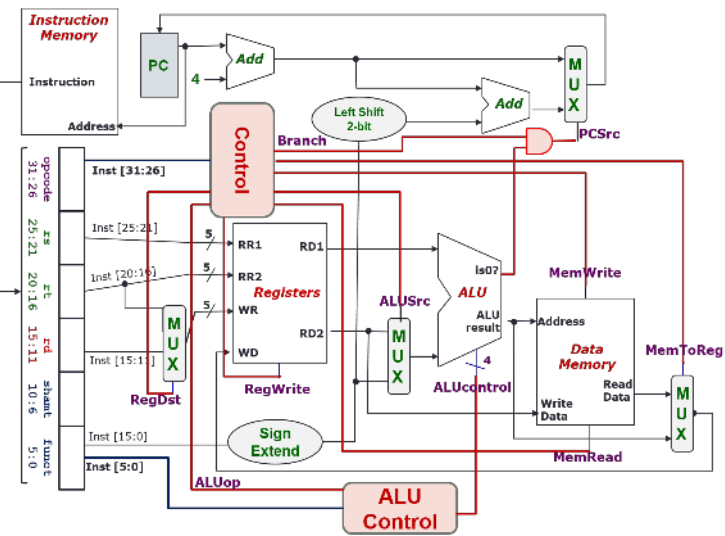 Instruction
Memory
Instruction
Address
PC
4
Add
Left Shift
2-bit
Add
M
U
X
PCSrc
Branch
Control
opcode
31:26
Inst [31:26]
rs
25:21
Inst [25:21]
5
rt
20:16
Inst [20:16]
5
rd
15:11
Inst [15:11]
5
shamt
10:6
funct
5:0
Inst [15:0]
Inst [5:0]
M
U
X
RegDst
RR1
RR2
WR
WD
Registers
RD1
RD2
RegWrite
Sign
Extend
ALUSrc
M
U
X
is0?
ALU
ALU
result
4
ALUcontrol
ALUop
ALU
Control
MemWrite
Address
Data
Memory
Read
Data
Write
Data
MemRead
MemToReg
M
U
X